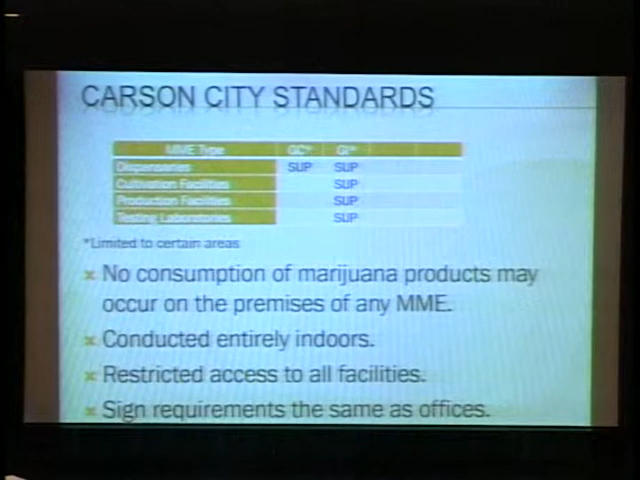 CARSON CITY STANDARDS
MME Type GC* GI*
Dispensaries SUP SUP
Cultivation Facilities SUP
Production Facilities SUP
Testing Laboratories SUP
*Limited to certain areas
× No consumption of marijuana products may
occur on the premises of any MME.
× Conducted entirely indoors.
× Restricted access to all facilities.
× Sign requirements the same as offices.